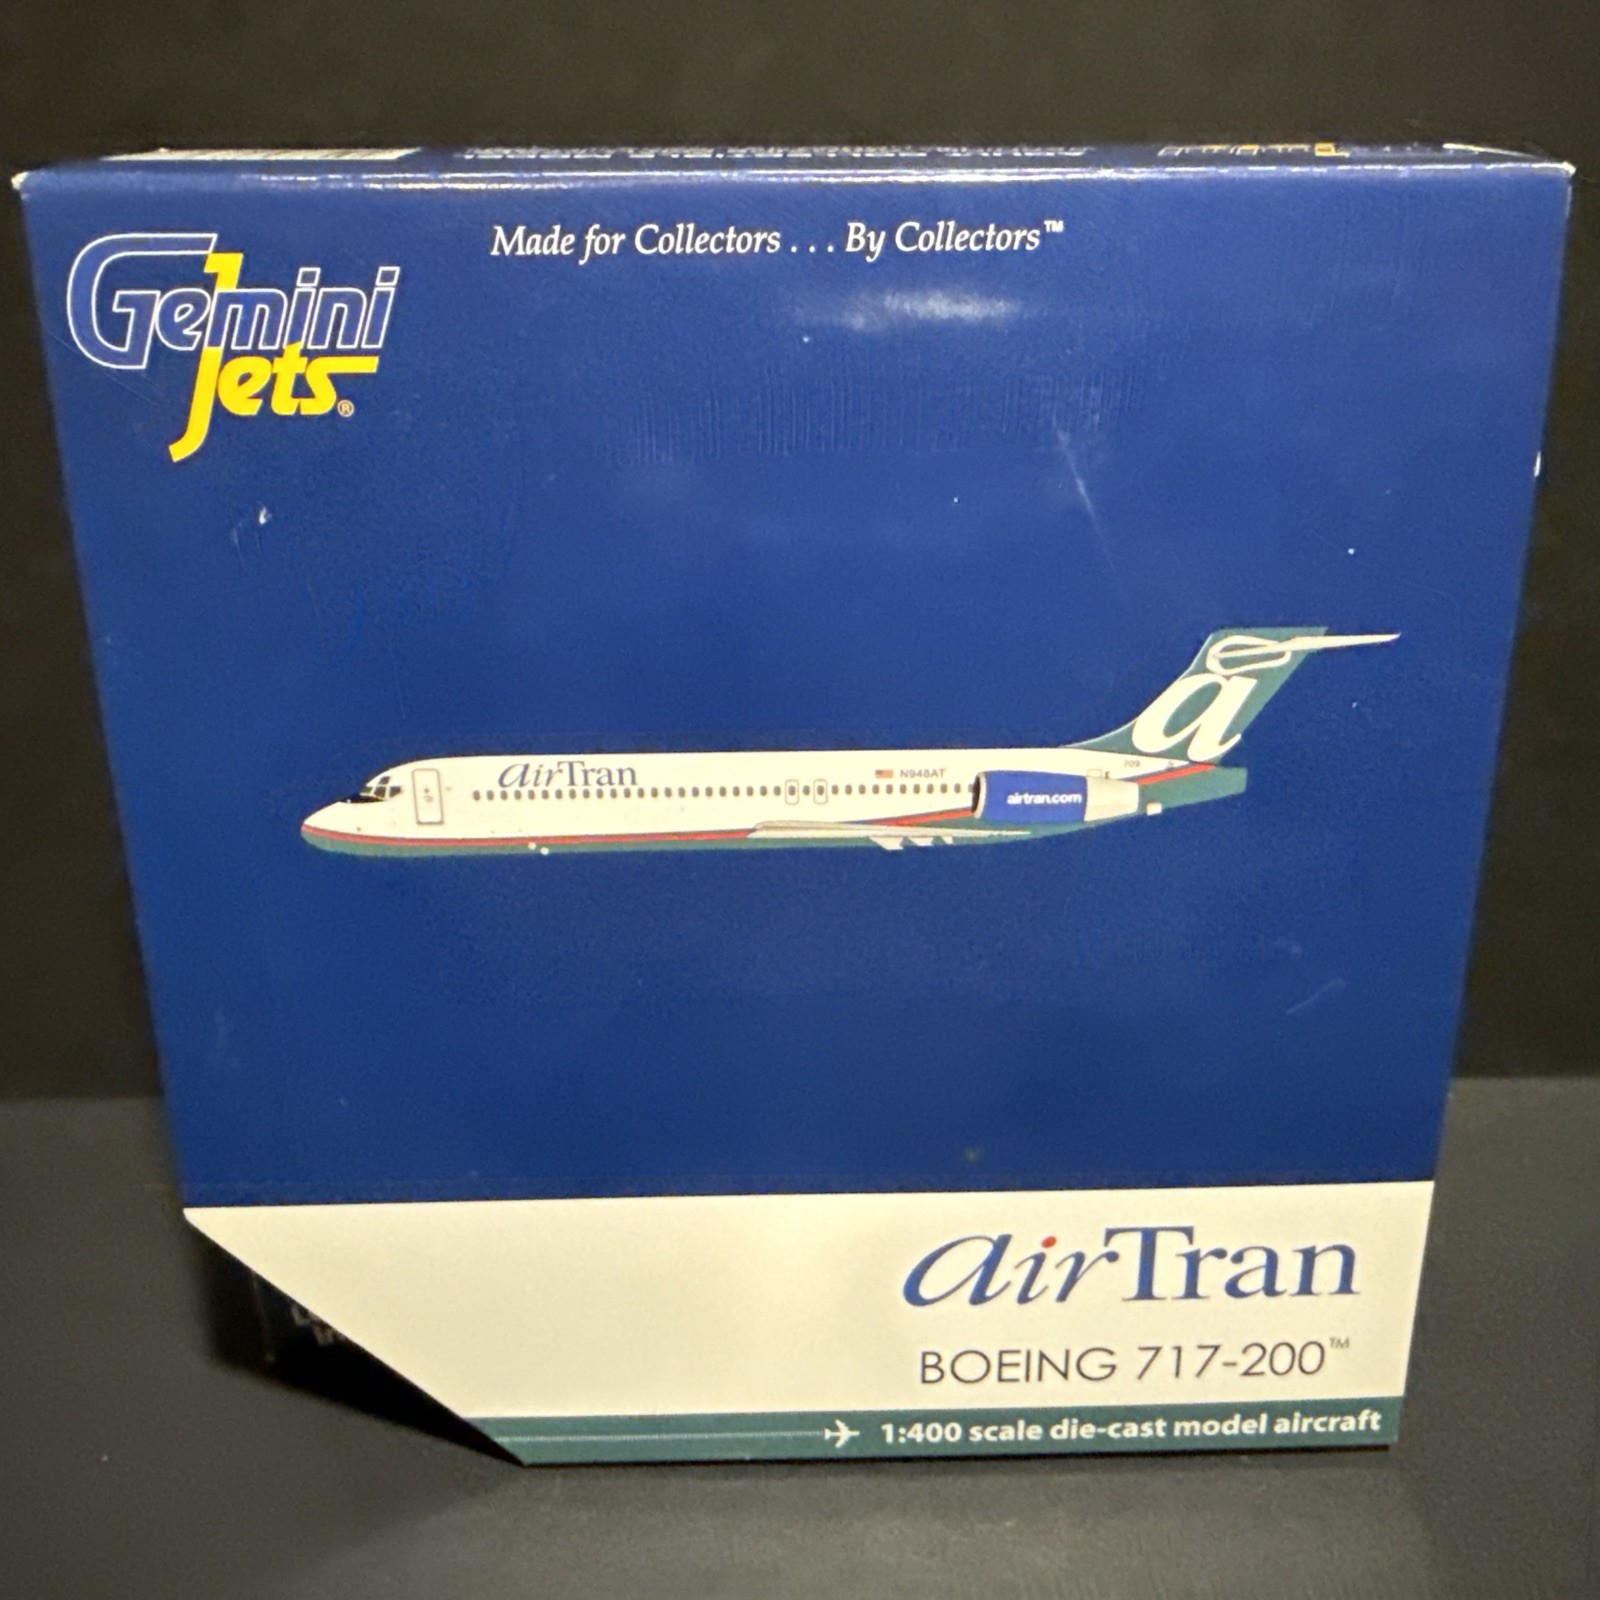 Made for Collectors . . . By Collectors™
Gemini
Jets®
a
airTran
N948AT
709
airtran.com
airTran
BOEING 717-200™
1:400 scale die-cast model aircraft